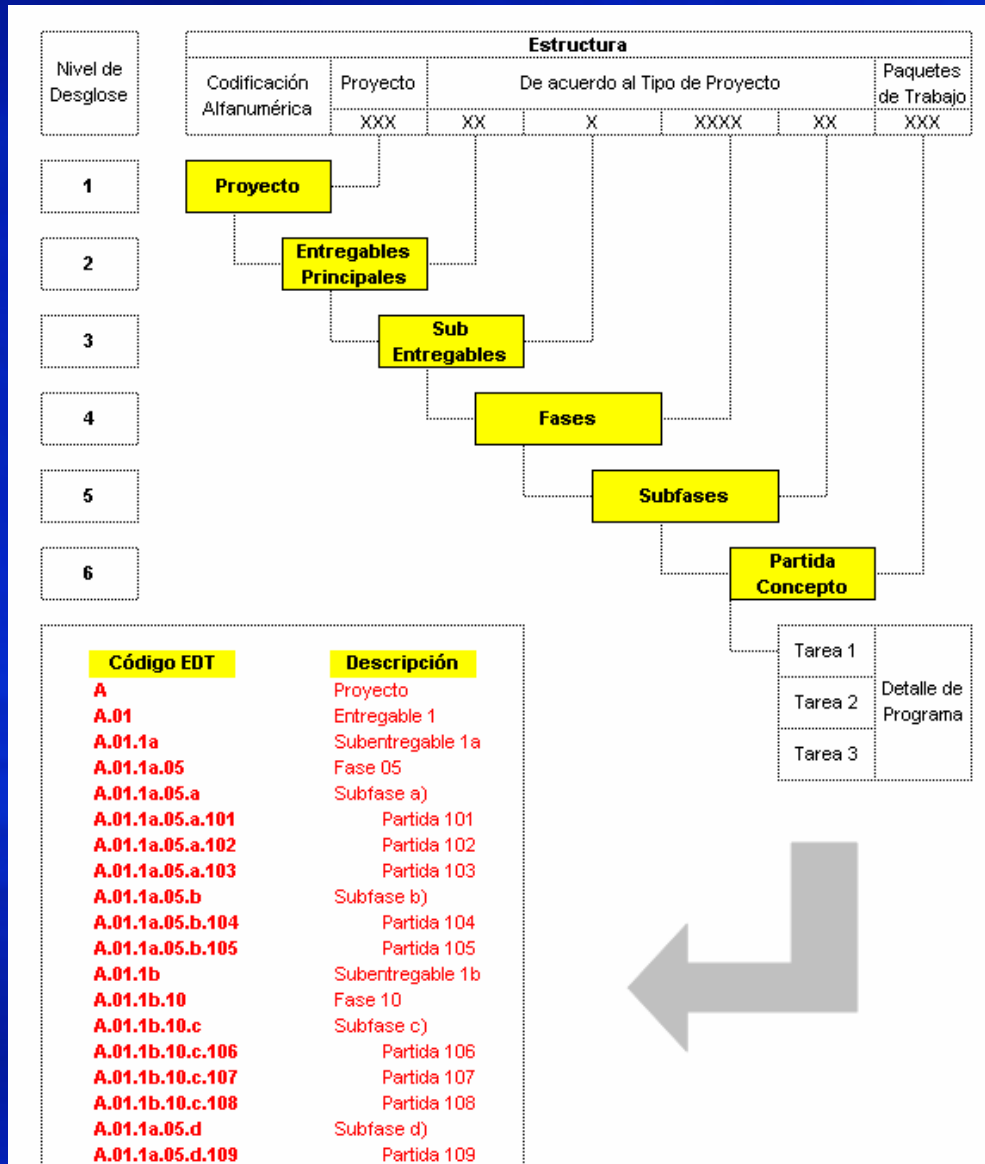 Estructura
Nivel de
Desglose
Codificación
Alfanumérica
Proyecto
De acuerdo al Tipo de Proyecto
Paquetes
de Trabajo
XXX XX X XXXX XX XXX
1
Proyecto
2
Entregables
Principales
3
Sub
Entregables
4
Fases
5
Subfases
6
Partida
Concepto
Tarea 1
Tarea 2
Tarea 3
Detalle de
Programa
Código EDT Descripción
A Proyecto
A.01 Entregable 1
A.01.1a Subentregable 1a
A.01.1a.05 Fase 05
A.01.1a.05.a Subfase a)
A.01.1a.05.a.101 Partida 101
A.01.1a.05.a.102 Partida 102
A.01.1a.05.a.103 Partida 103
A.01.1a.05.b Subfase b)
A.01.1a.05.b.104 Partida 104
A.01.1a.05.b.105 Partida 105
A.01.1b Subentregable 1b
A.01.1b.10 Fase 10
A.01.1b.10.c Subfase c)
A.01.1b.10.c.106 Partida 106
A.01.1b.10.c.107 Partida 107
A.01.1b.10.c.108 Partida 108
A.01.1a.05.d Subfase d)
A.01.1a.05.d.109 Partida 109